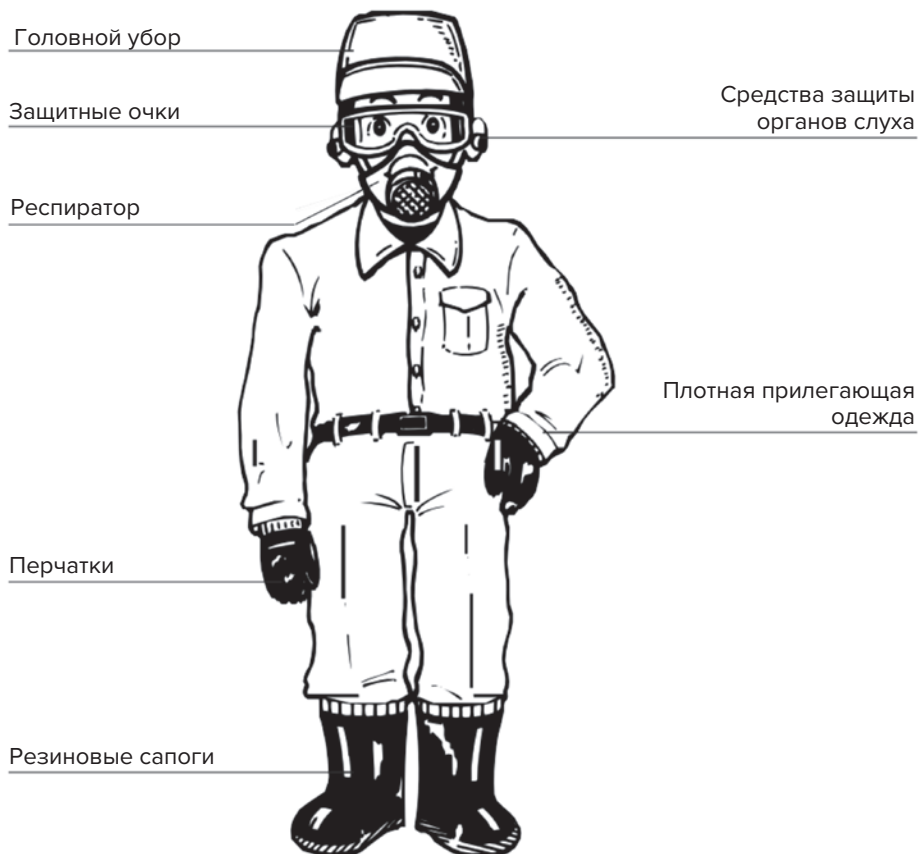 Головной убор
Защитные очки
Средства защиты
органов слуха
Респиратор
Плотная прилегающая
одежда
Перчатки
Резиновые сапоги